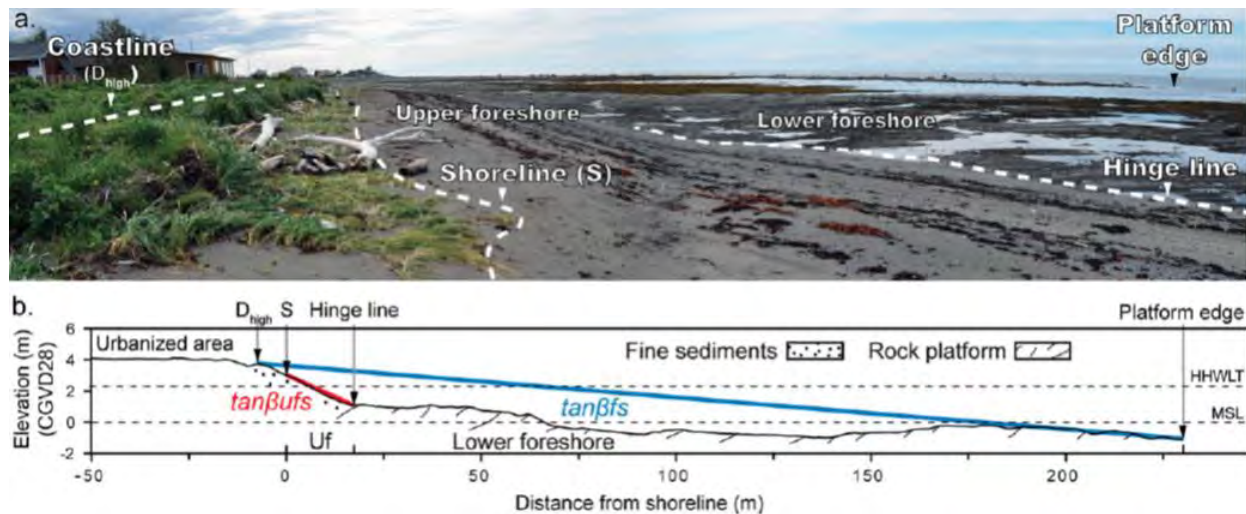 a.
Coastline
(D_high)
Platform
edge
Upper foreshore
Lower foreshore
Shoreline (S)
Hinge line
b.
D_high S Hinge line
Platform edge
Urbanized area
Fine sediments
Rock platform
HHWLT
MSL
tanβufs
tanβfs
Uf
Lower foreshore
Elevation (m)
(CGVD28)
6
4
2
0
-2
-50 0 50 100 150 200
Distance from shoreline (m)